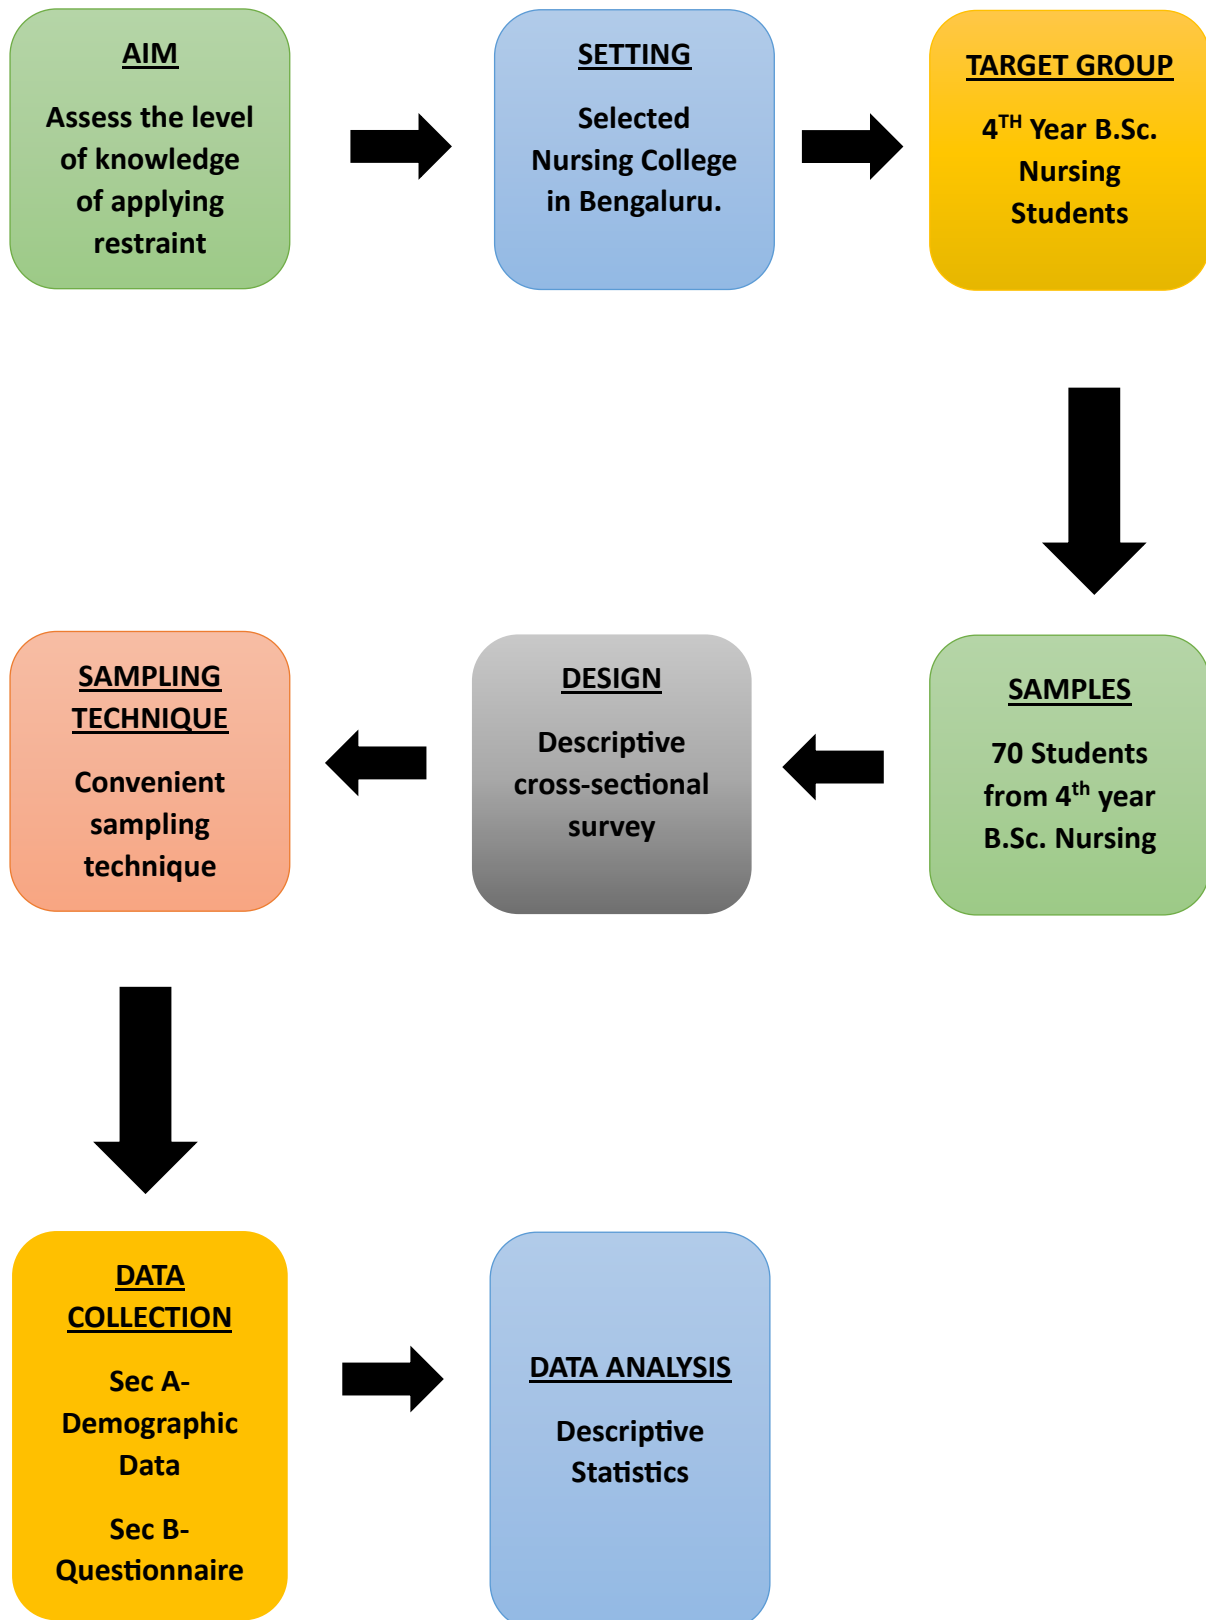 AIM
Assess the level
of knowledge
of applying
restraint
SETTING
Selected
Nursing College
in Bengaluru.
TARGET GROUP
4TH Year B.Sc.
Nursing
Students
SAMPLES
70 Students
from 4th year
B.Sc. Nursing
DESIGN
Descriptive
cross-sectional
survey
SAMPLING
TECHNIQUE
Convenient
sampling
technique
DATA
COLLECTION
Sec A-
Demographic
Data
Sec B-
Questionnaire
DATA ANALYSIS
Descriptive
Statistics